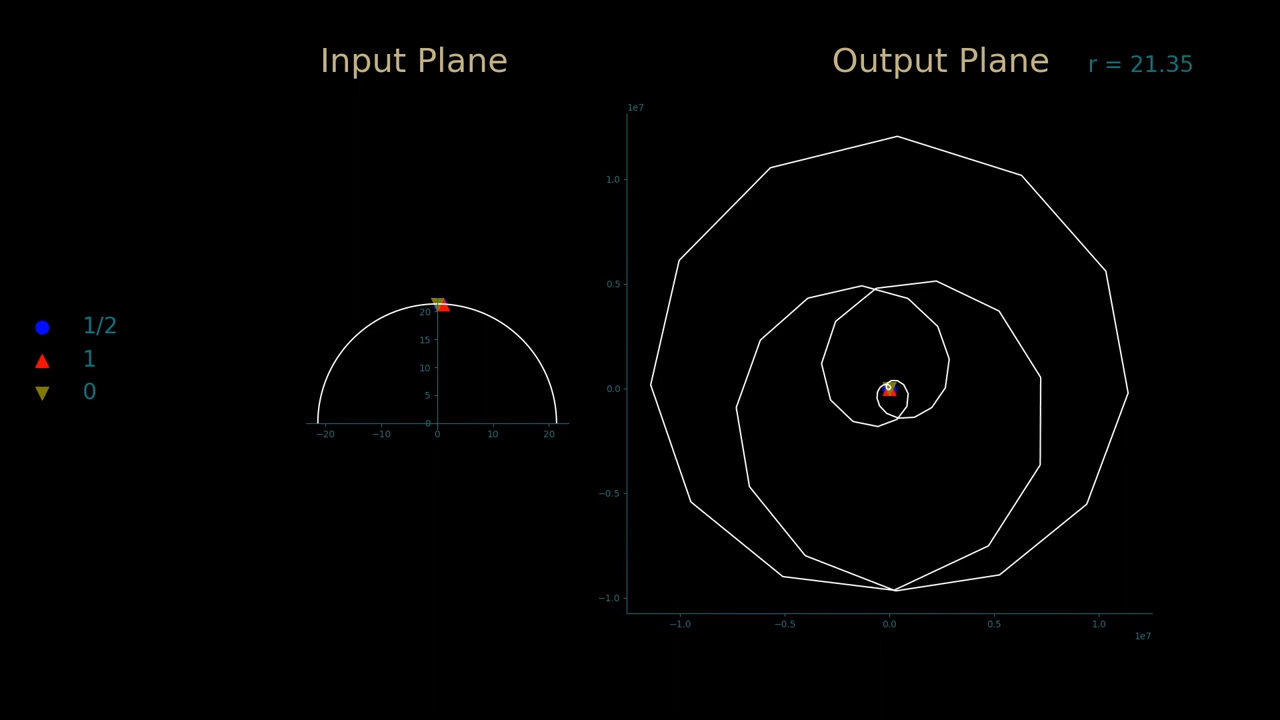 Input Plane
Output Plane
r = 21.35
1e7
1.0
0.5
0.0
−0.5
−1.0
−1.0 −0.5 0.0 0.5 1.0
1e7
20
15
10
5
0
−20 −10 0 10 20
1/2
1
0